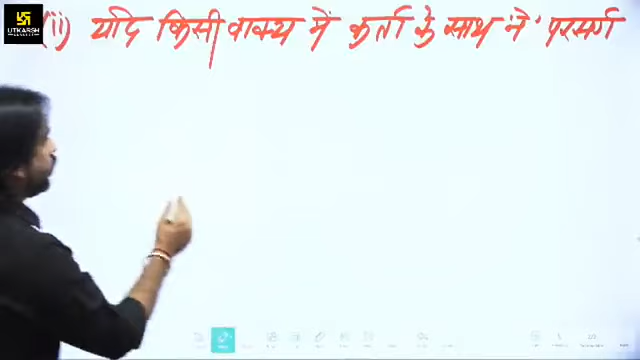 UTKARSH
(ii) यदि किसी वाक्य में कर्ता के साथ 'ने' परसर्ग